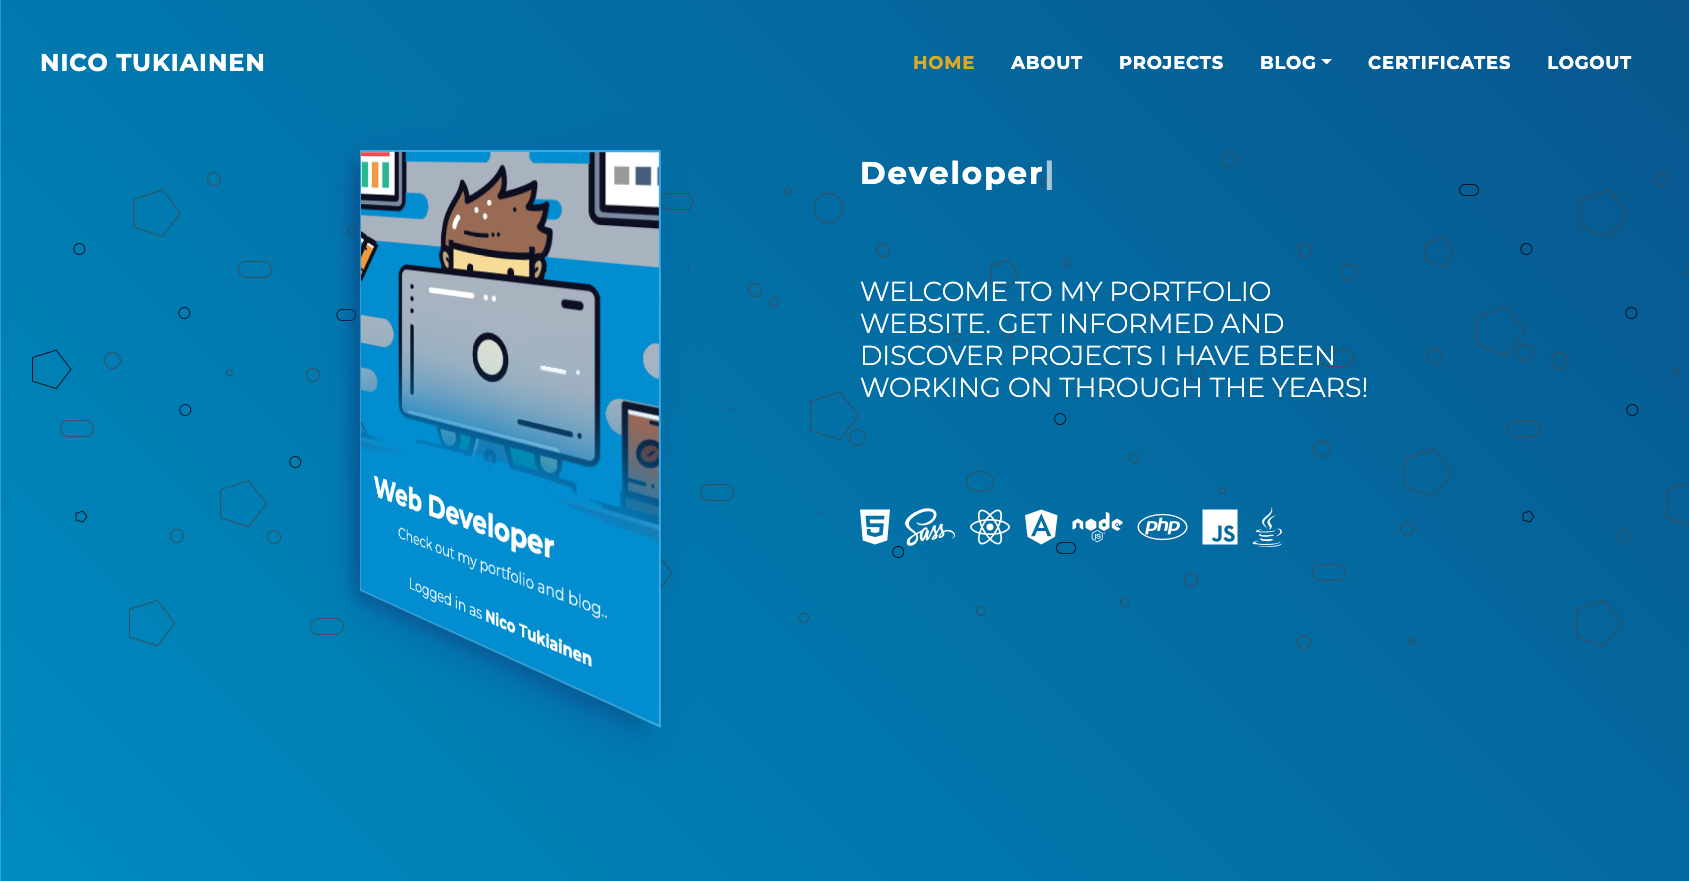 NICO TUKIAINEN
HOME ABOUT PROJECTS BLOG CERTIFICATES LOGOUT
Web Developer
Check out my portfolio and blog..
Logged in as Nico Tukiainen
Developer|
WELCOME TO MY PORTFOLIO
WEBSITE. GET INFORMED AND
DISCOVER PROJECTS I HAVE BEEN
WORKING ON THROUGH THE YEARS!
5 Sass A node JS php JS